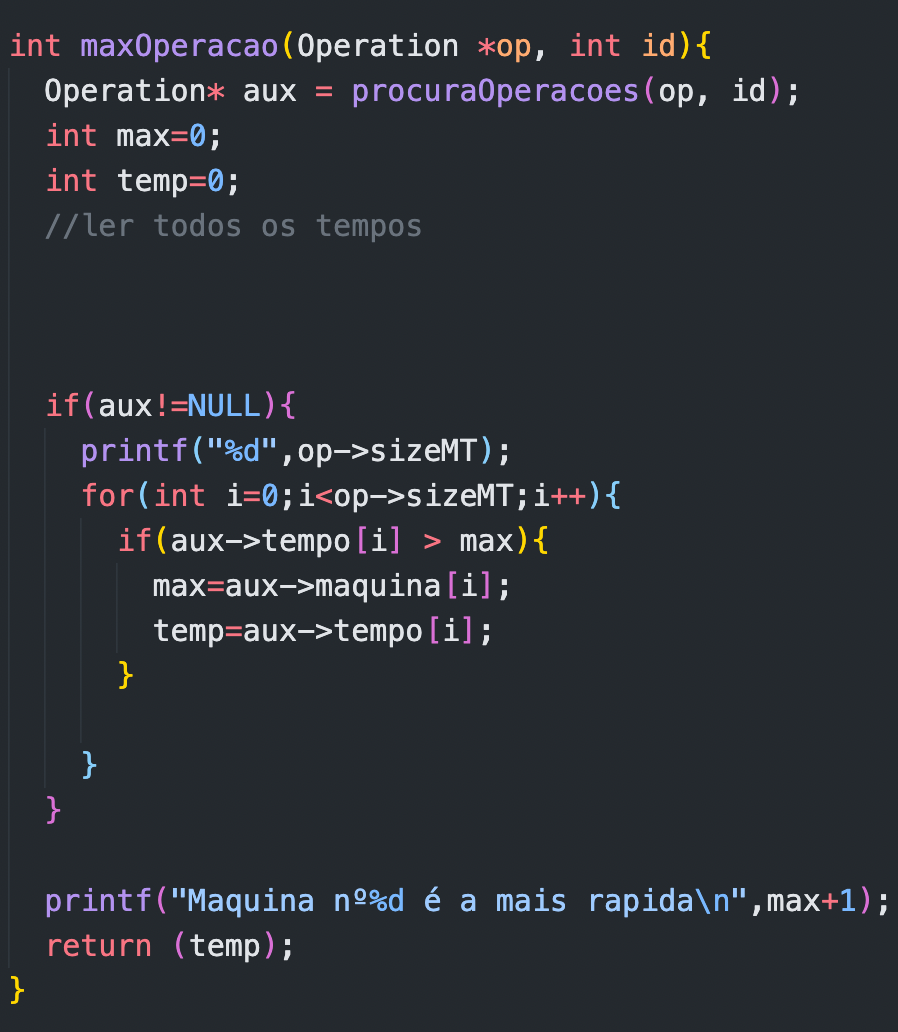 int maxOperacao(Operation *op, int id){
  Operation* aux = procuraOperacoes(op, id);
  int max=0;
  int temp=0;
  //ler todos os tempos
  if(aux!=NULL){
    printf("%d",op->sizeMT);
    for(int i=0;i<op->sizeMT;i++){
      if(aux->tempo[i] > max){
        max=aux->maquina[i];
        temp=aux->tempo[i];
      }
    }
  }
  printf("Maquina nº%d é a mais rapida\n",max+1);
  return (temp);
}